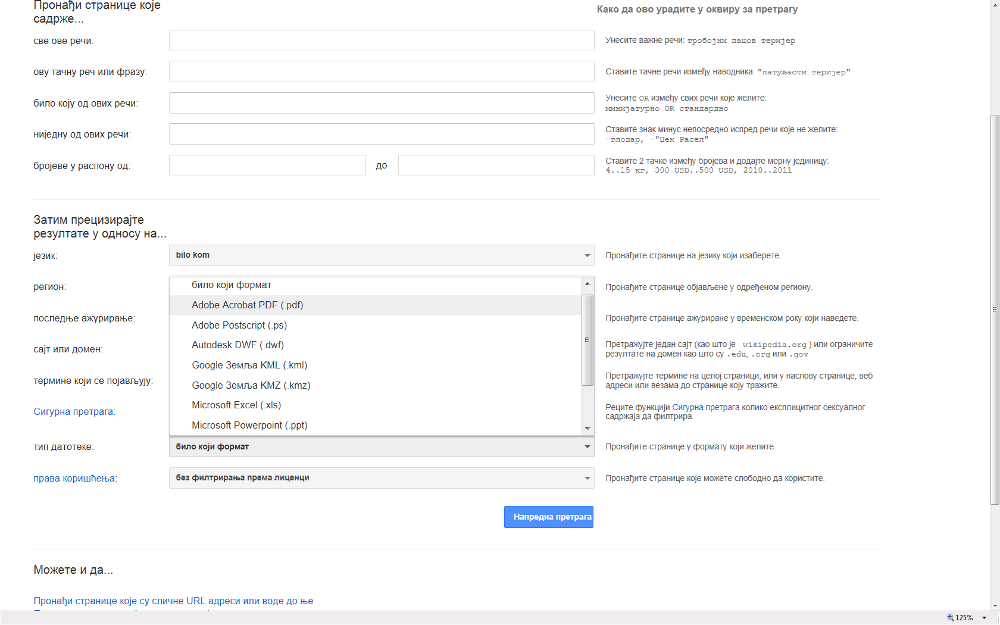 Пронађи странице које
садрже...
Како да ово урадите у оквиру за претрагу
све ове речи:
Унесите важне речи: тробојни пацов теријер
ову тачну реч или фразу:
Ставите тачне речи између наводника: "патуљасти теријер"
било коју од ових речи:
Унесите OR између свих речи које желите:
минијатурно OR стандардно
ниједну од ових речи:
Ставите знак минус непосредно испред речи које не желите:
-глодар, -"Џек Расел"
бројеве у распону од:
до
Ставите 2 тачке између бројева и додајте мерну јединицу:
4..15 кг, 300 USD..500 USD, 2010..2011
Затим прецизирајте
резултате у односу на...
језик:
bilo kom
Пронађите странице на језику који изаберете.
регион:
било који формат
Пронађите странице објављене у одређеном региону.
Adobe Acrobat PDF (.pdf)
последње ажурирање:
Adobe Postscript (.ps)
Пронађите странице ажуриране у временском року који наведете.
сајт или домен:
Autodesk DWF (.dwf)
Претражујте један сајт (као што је wikipedia.org ) или ограничите
резултате на домен као што су .edu, .org или .gov
Google Земља KML (.kml)
термине који се појављују:
Google Земља KMZ (.kmz)
Претражујте термине на целој страници, или у наслову странице, веб
адреси или везама до странице коју тражите.
Сигурна претрага:
Microsoft Excel (.xls)
Реците функцији Сигурна претрага колико експлицитног сексуалног
садржаја да филтрира.
Microsoft Powerpoint (.ppt)
тип датотеке:
било који формат
Пронађите странице у формату који желите.
права коришћења:
без филтрирања према лиценци
Пронађите странице које можете слободно да користите.
Напредна претрага
Можете и да...
Пронађи странице које су сличне URL адреси или воде до ње
125%